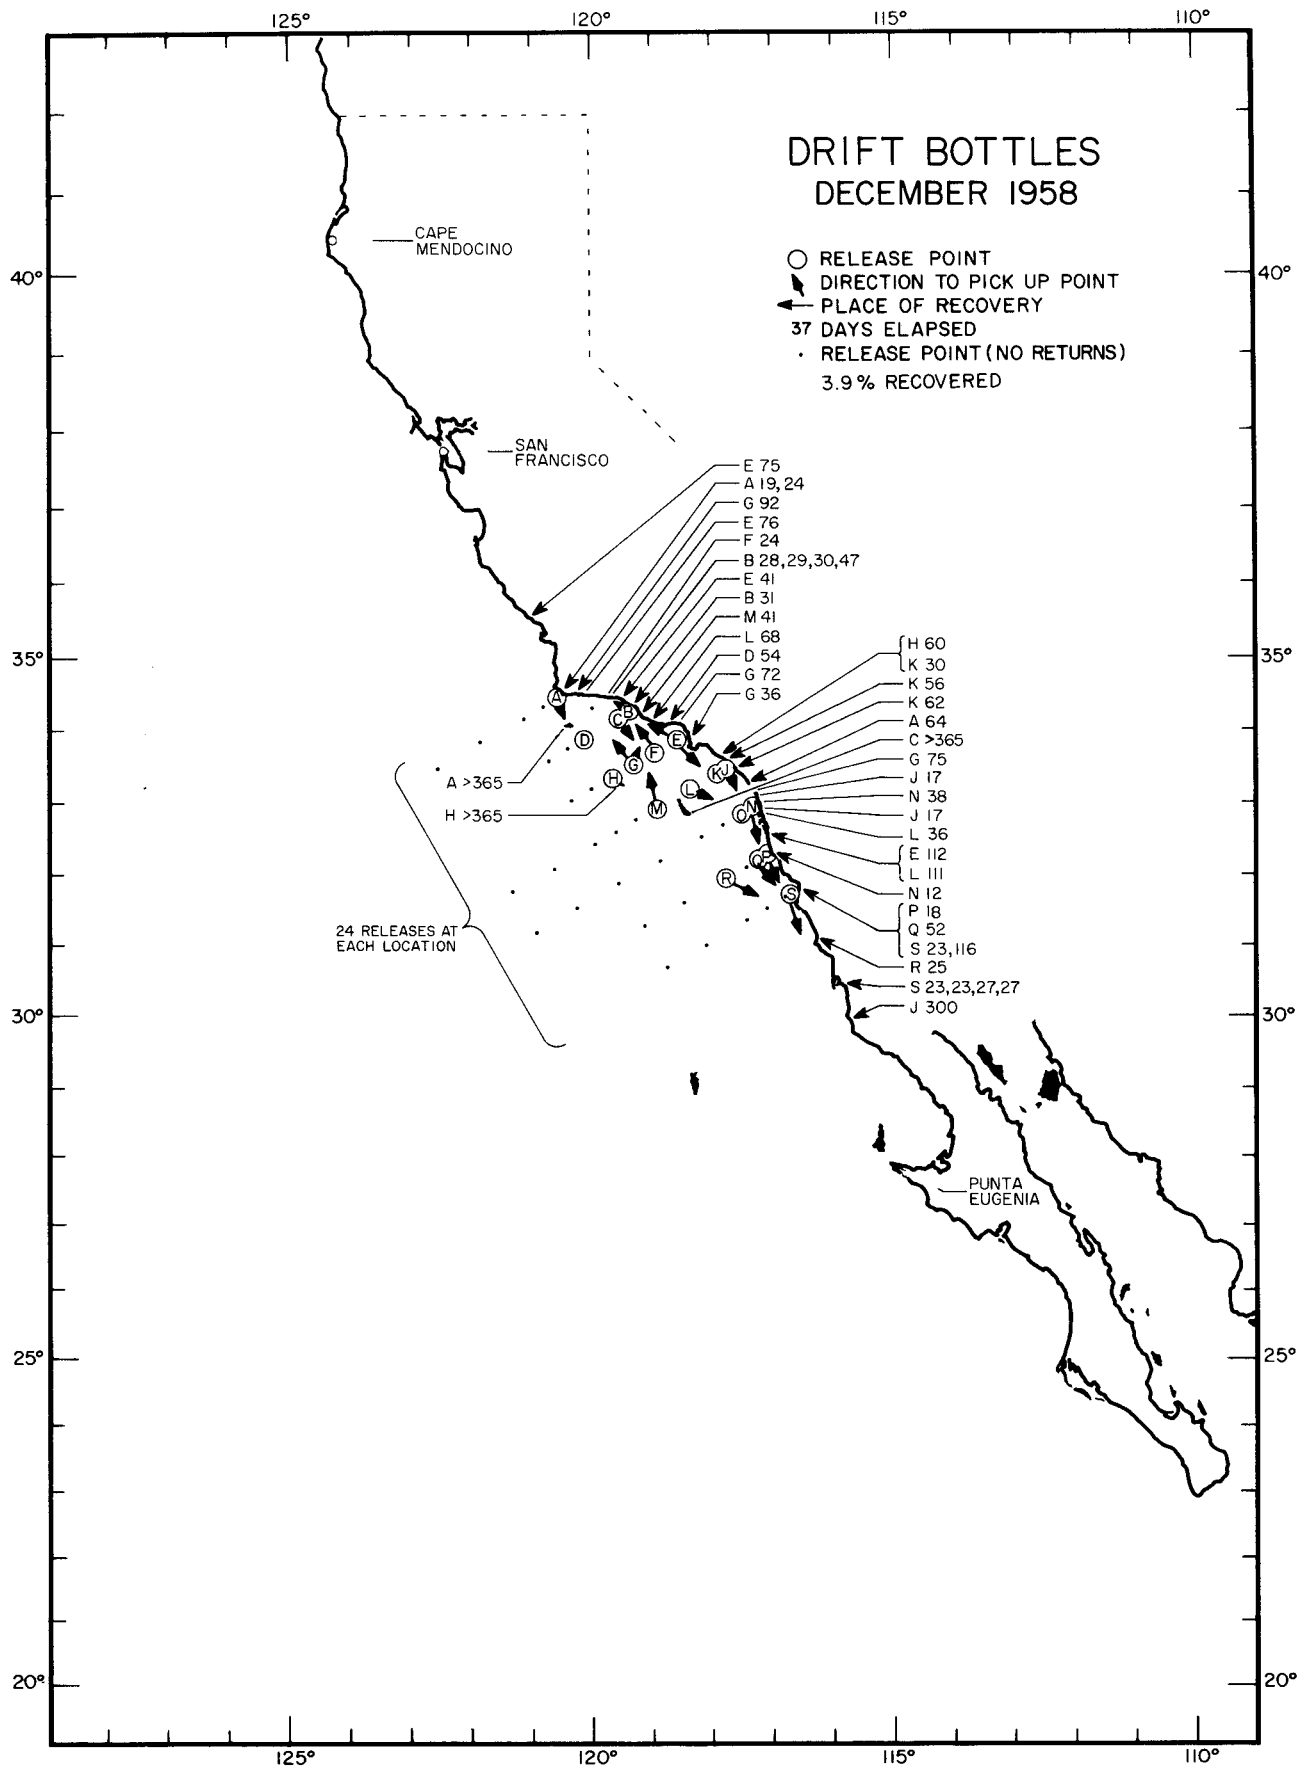 125° 120° 115° 110°
DRIFT BOTTLES
DECEMBER 1958
RELEASE POINT
DIRECTION TO PICK UP POINT
PLACE OF RECOVERY
37 DAYS ELAPSED
RELEASE POINT (NO RETURNS)
3.9% RECOVERED
CAPE
MENDOCINO
40° 40°
SAN
FRANCISCO
E 75
A 19, 24
G 92
E 76
F 24
B 28, 29, 30, 47
E 41
B 31
M 41
L 68
D 54
G 72
G 36
H 60
K 30
K 56
K 62
A 64
C >365
G 75
J 17
N 38
J 17
L 36
E 112
L 111
N 12
P 18
Q 52
S 23, 116
R 25
S 23, 23, 27, 27
J 300
35° 35°
A
B
C
D
E
F
G
H
K
J
L
M
O
N
Q
P
R
S
A >365
H >365
24 RELEASES AT
EACH LOCATION
30° 30°
PUNTA
EUGENIA
25° 25°
20° 20°
125° 120° 115° 110°